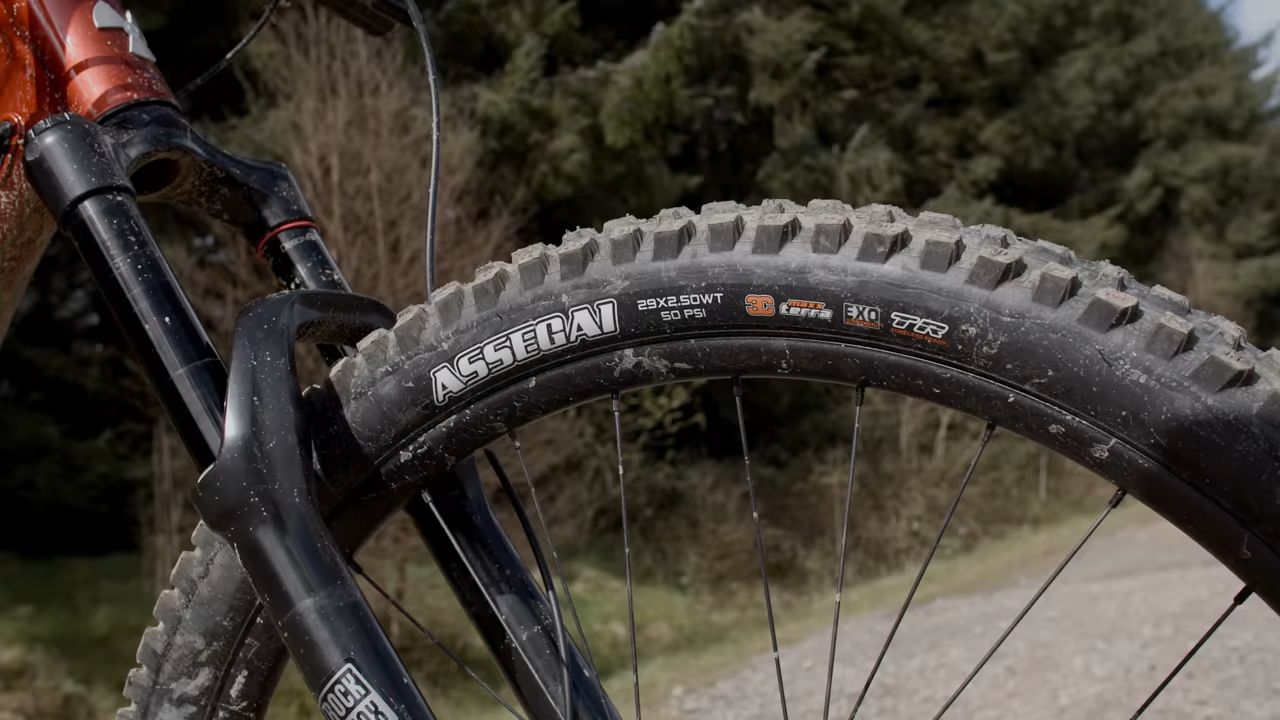 ASSEGAI
29X2.50WT
50 PSI
3C maxx
terra
EXO
TR
ROCK